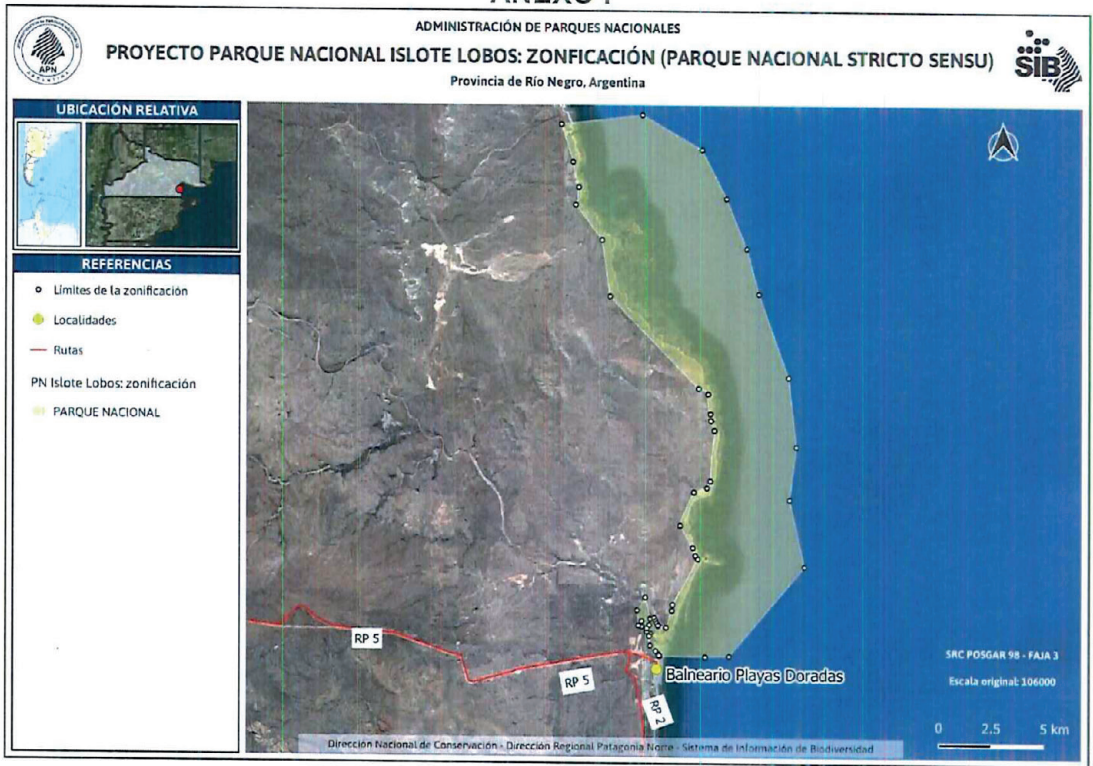 ANEXO I
ADMINISTRACIÓN DE PARQUES NACIONALES
PROYECTO PARQUE NACIONAL ISLOTE LOBOS: ZONFICACIÓN (PARQUE NACIONAL STRICTO SENSU)
Provincia de Río Negro, Argentina
APN
ARGENTINA
SIB
UBICACIÓN RELATIVA
REFERENCIAS
Límites de la zonificación
Localidades
Rutas
PN Islote Lobos: zonificación
PARQUE NACIONAL
RP 5
RP 5
RP 2
Balneario Playas Doradas
SRC POSGAR 98 - FAJA 3
Escala original: 106000
0 2.5 5 km
Dirección Nacional de Conservación - Dirección Regional Patagonia Norte - Sistema de Información de Biodiversidad